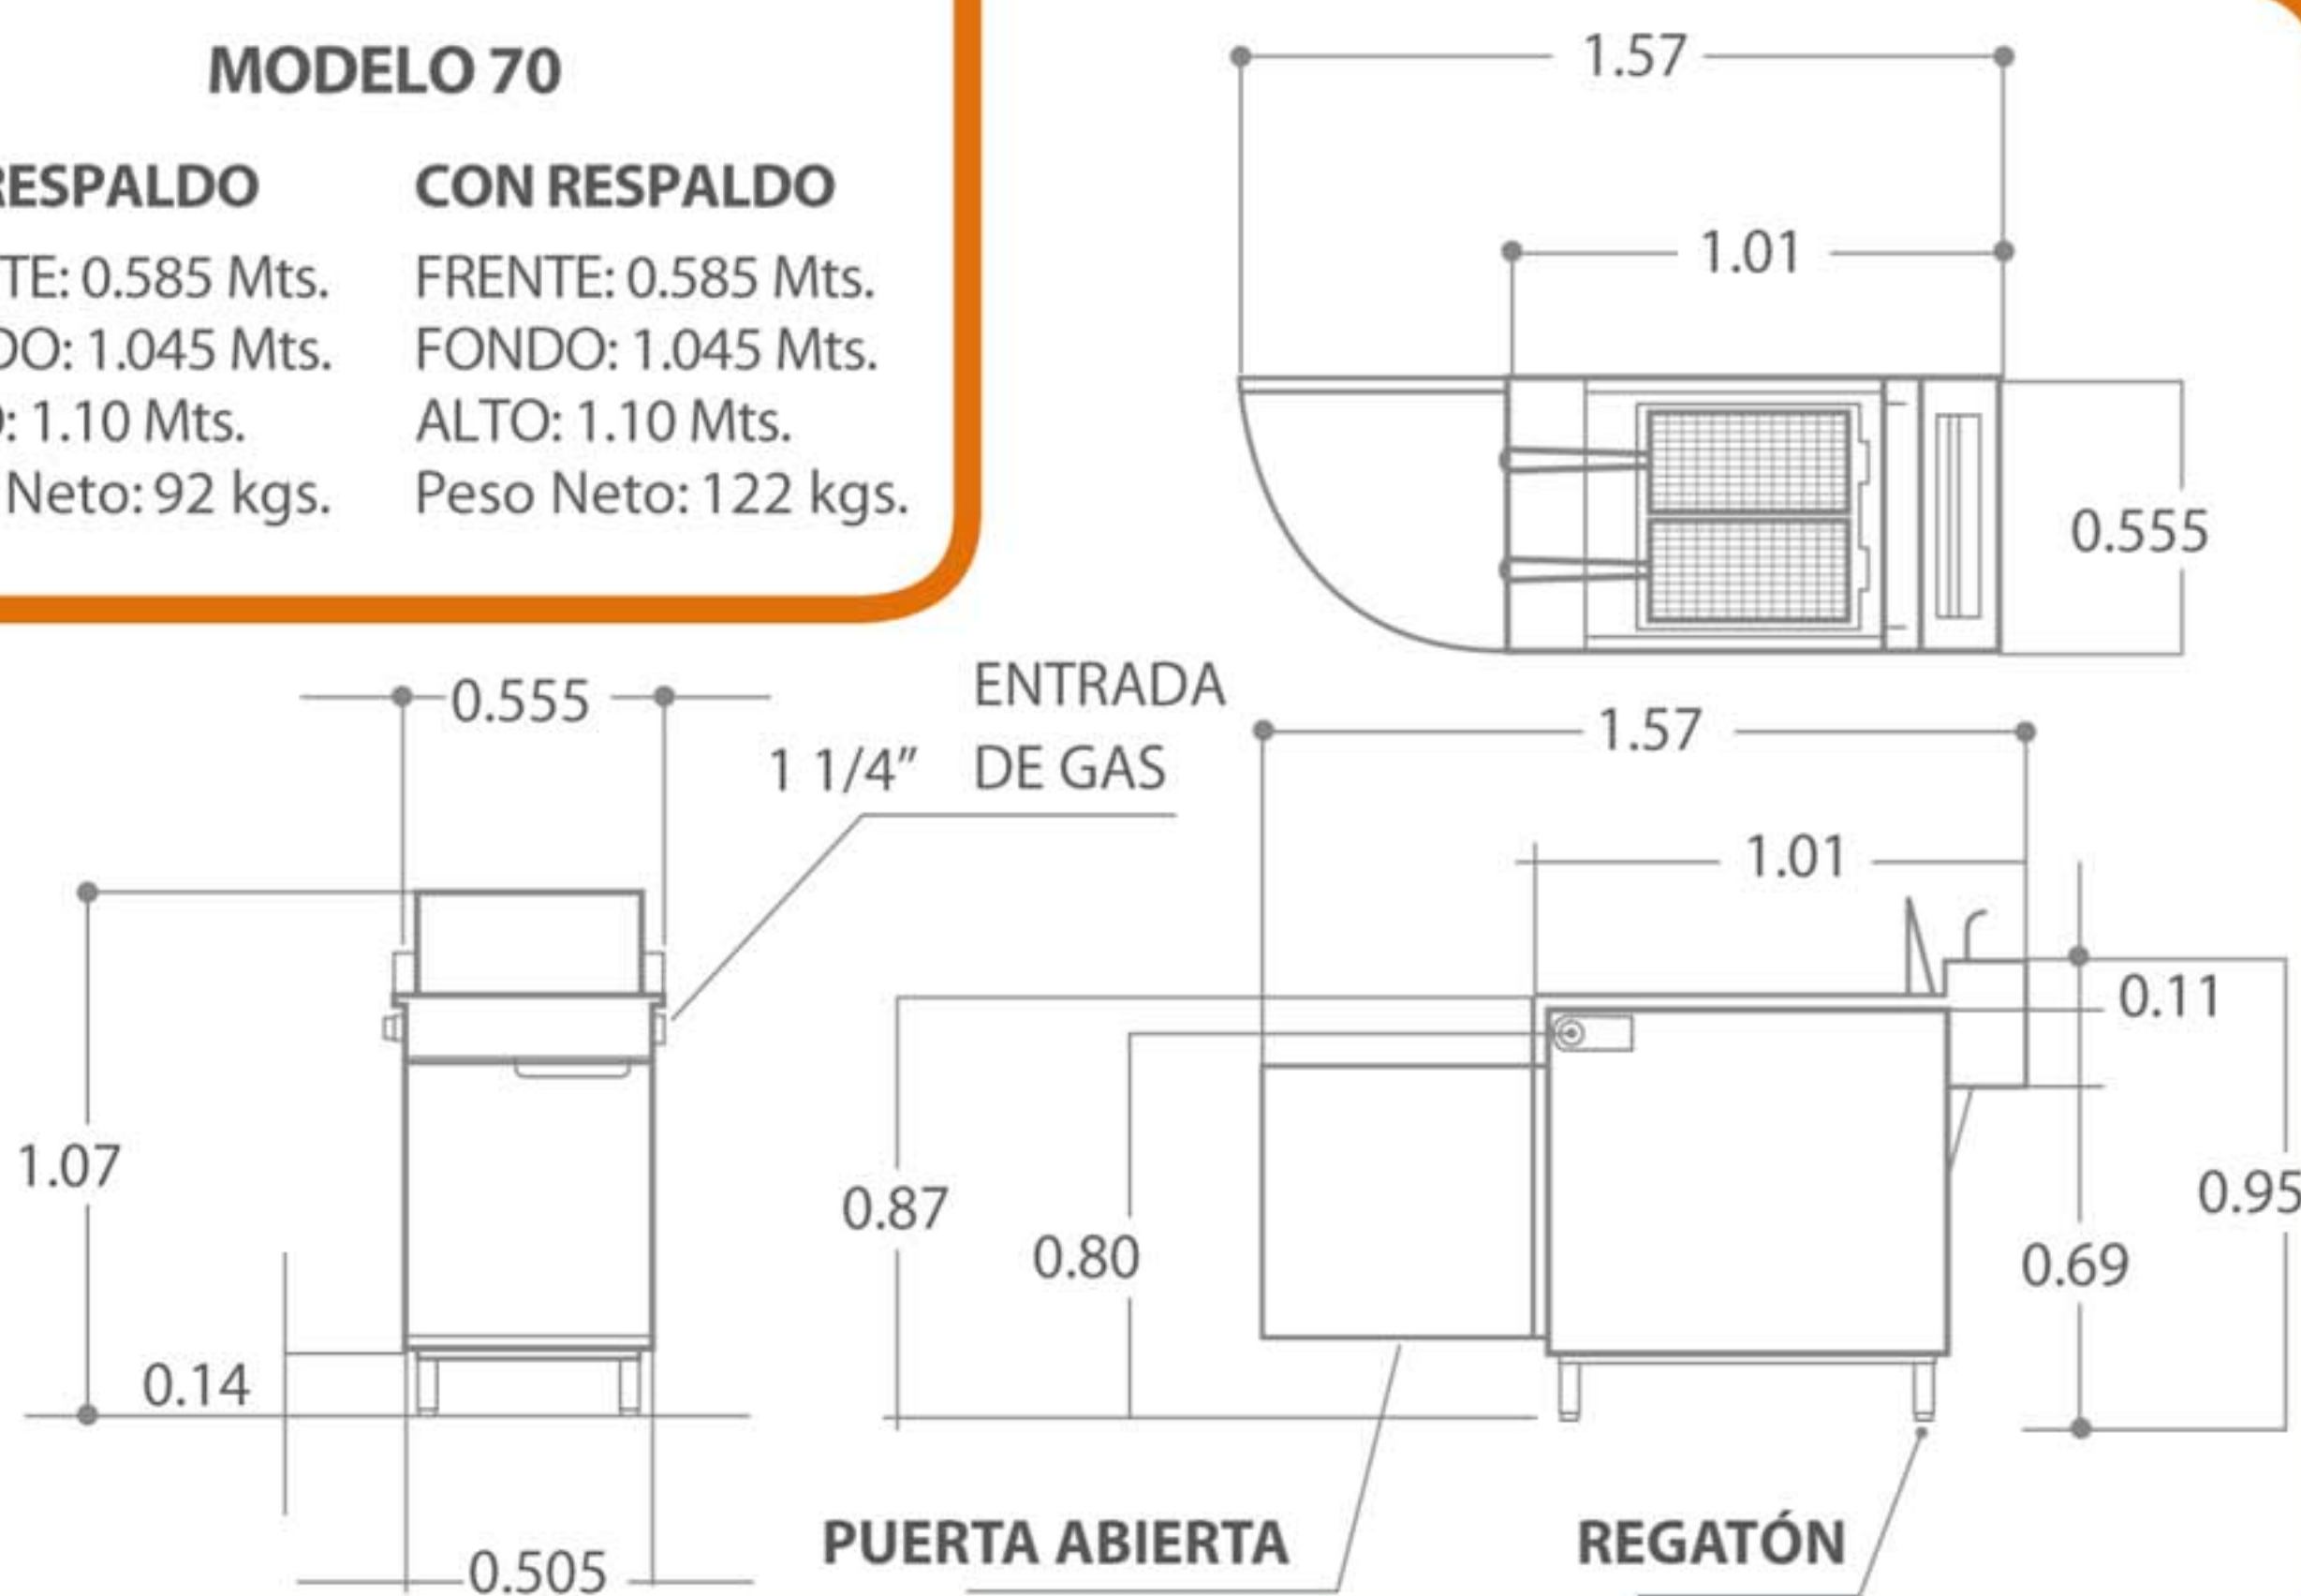 MODELO 70
RESPALDO
TE: 0.585 Mts.
DO: 1.045 Mts.
: 1.10 Mts.
Neto: 92 kgs.
CON RESPALDO
FRENTE: 0.585 Mts.
FONDO: 1.045 Mts.
ALTO: 1.10 Mts.
Peso Neto: 122 kgs.
1.57
1.01
0.555
0.555
1 1/4”
ENTRADA
DE GAS
1.07
0.14
0.505
1.57
1.01
0.11
0.87
0.80
0.95
0.69
PUERTA ABIERTA
REGATÓN